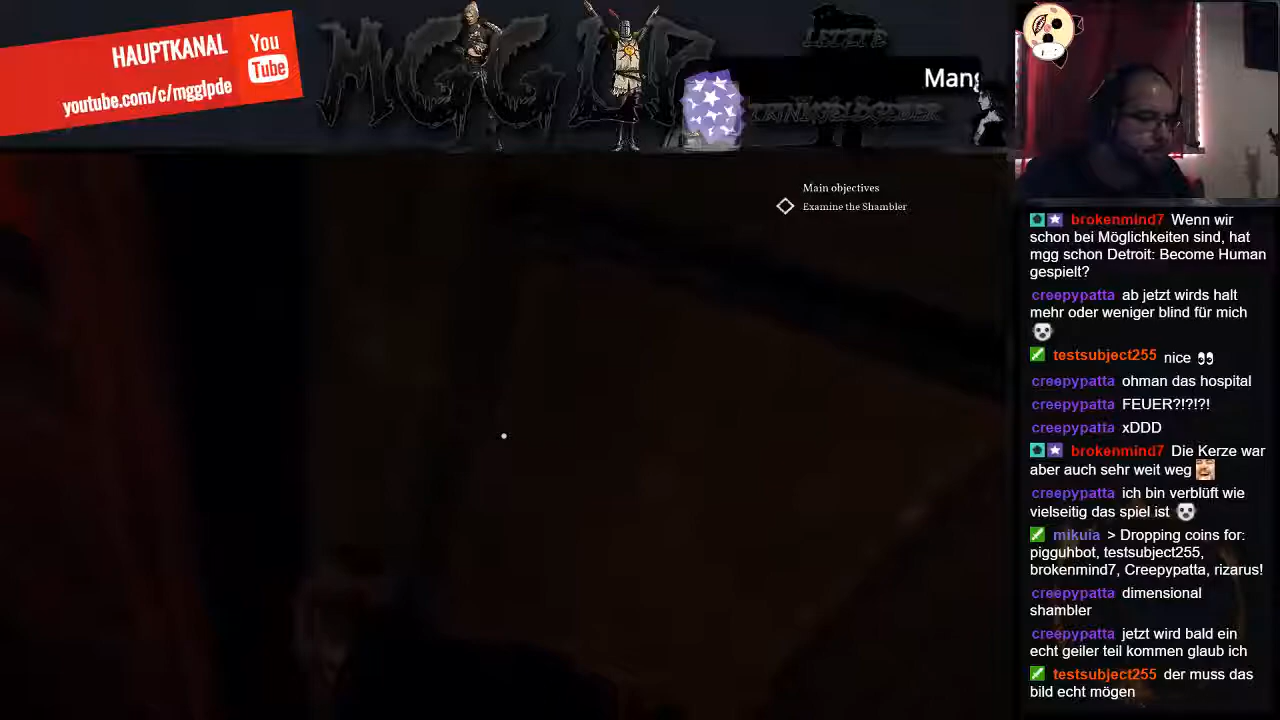 HAUPTKANAL
You
Tube
youtube.com/c/mgglpde
MGG LP
LETZTE
Mang
TRINKGELDGEBER
Main objectives
Examine the Shambler
brokenmind7 Wenn wir
schon bei Möglichkeiten sind, hat
mgg schon Detroit: Become Human
gespielt?
creepypatta ab jetzt wirds halt
mehr oder weniger blind für mich
testsubject255 nice
creepypatta ohman das hospital
creepypatta FEUER?!?!?!
creepypatta xDDD
brokenmind7 Die Kerze war
aber auch sehr weit weg
creepypatta ich bin verblüft wie
vielseitig das spiel ist
mikuia > Dropping coins for:
pigguhbot, testsubject255,
brokenmind7, Creepypatta, rizarus!
creepypatta dimensional
shambler
creepypatta jetzt wird bald ein
echt geiler teil kommen glaub ich
testsubject255 der muss das
bild echt mögen